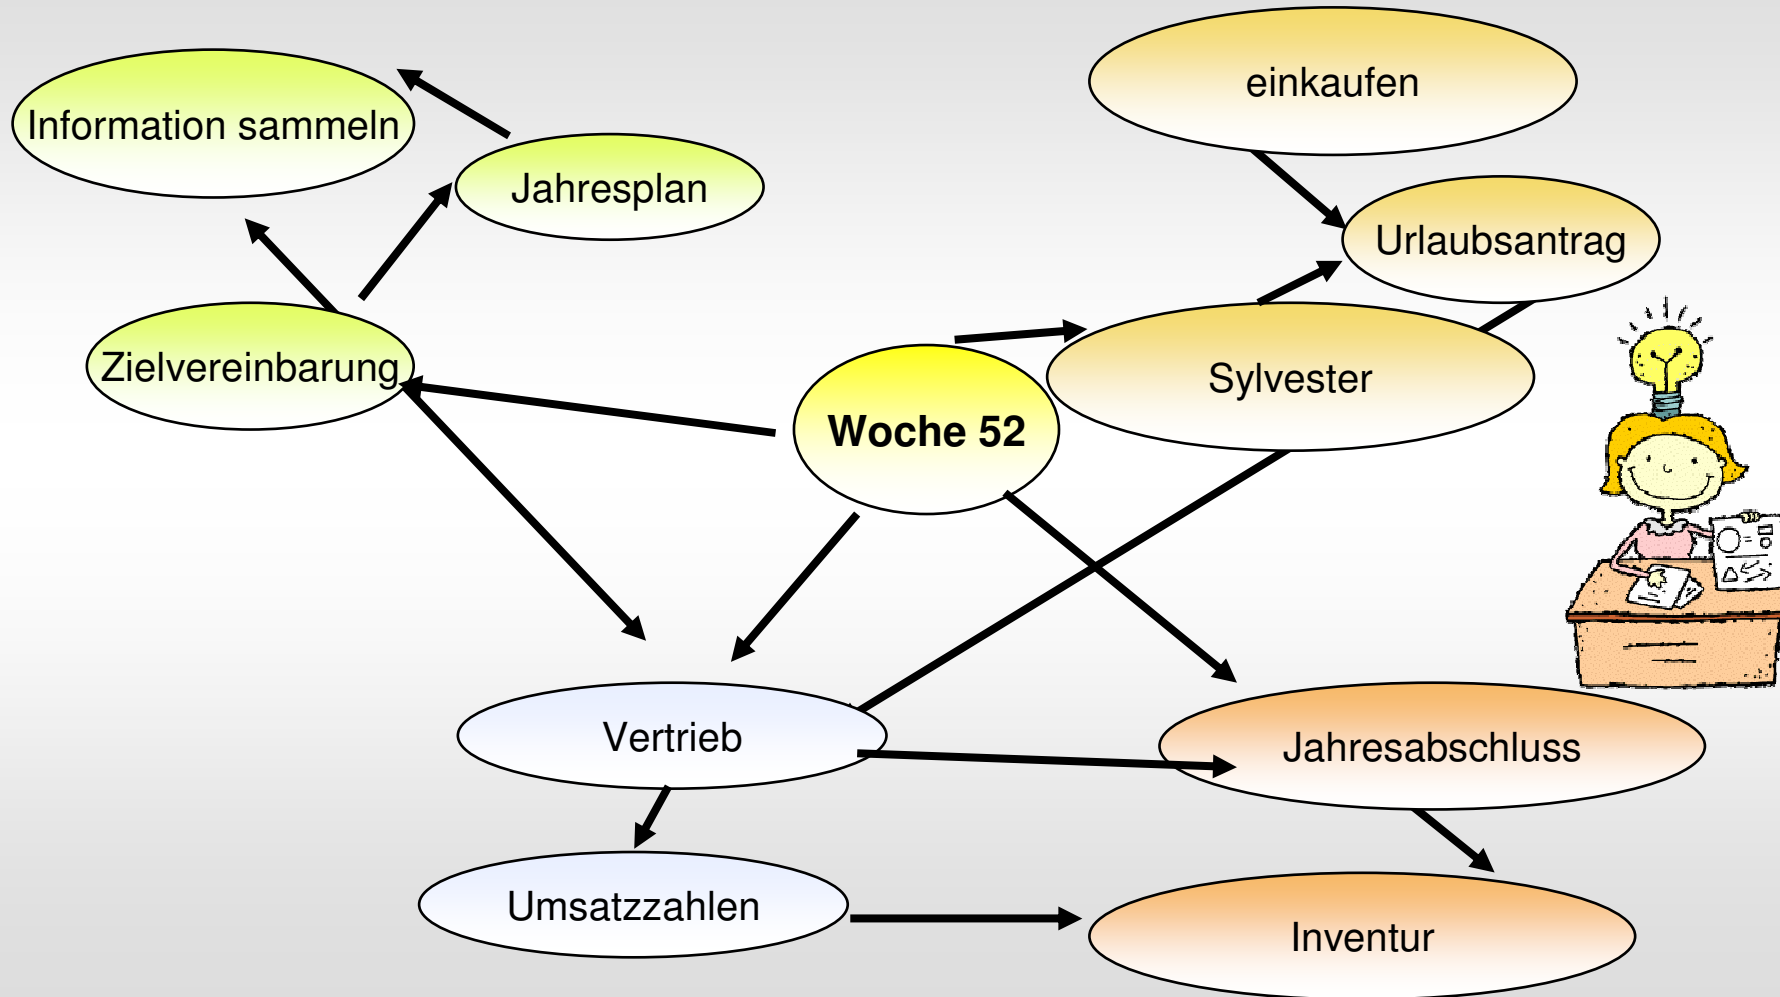 einkaufen
Information sammeln
Jahresplan
Urlaubsantrag
Zielvereinbarung
Sylvester
Woche 52
Vertrieb
Jahresabschluss
Umsatzzahlen
Inventur